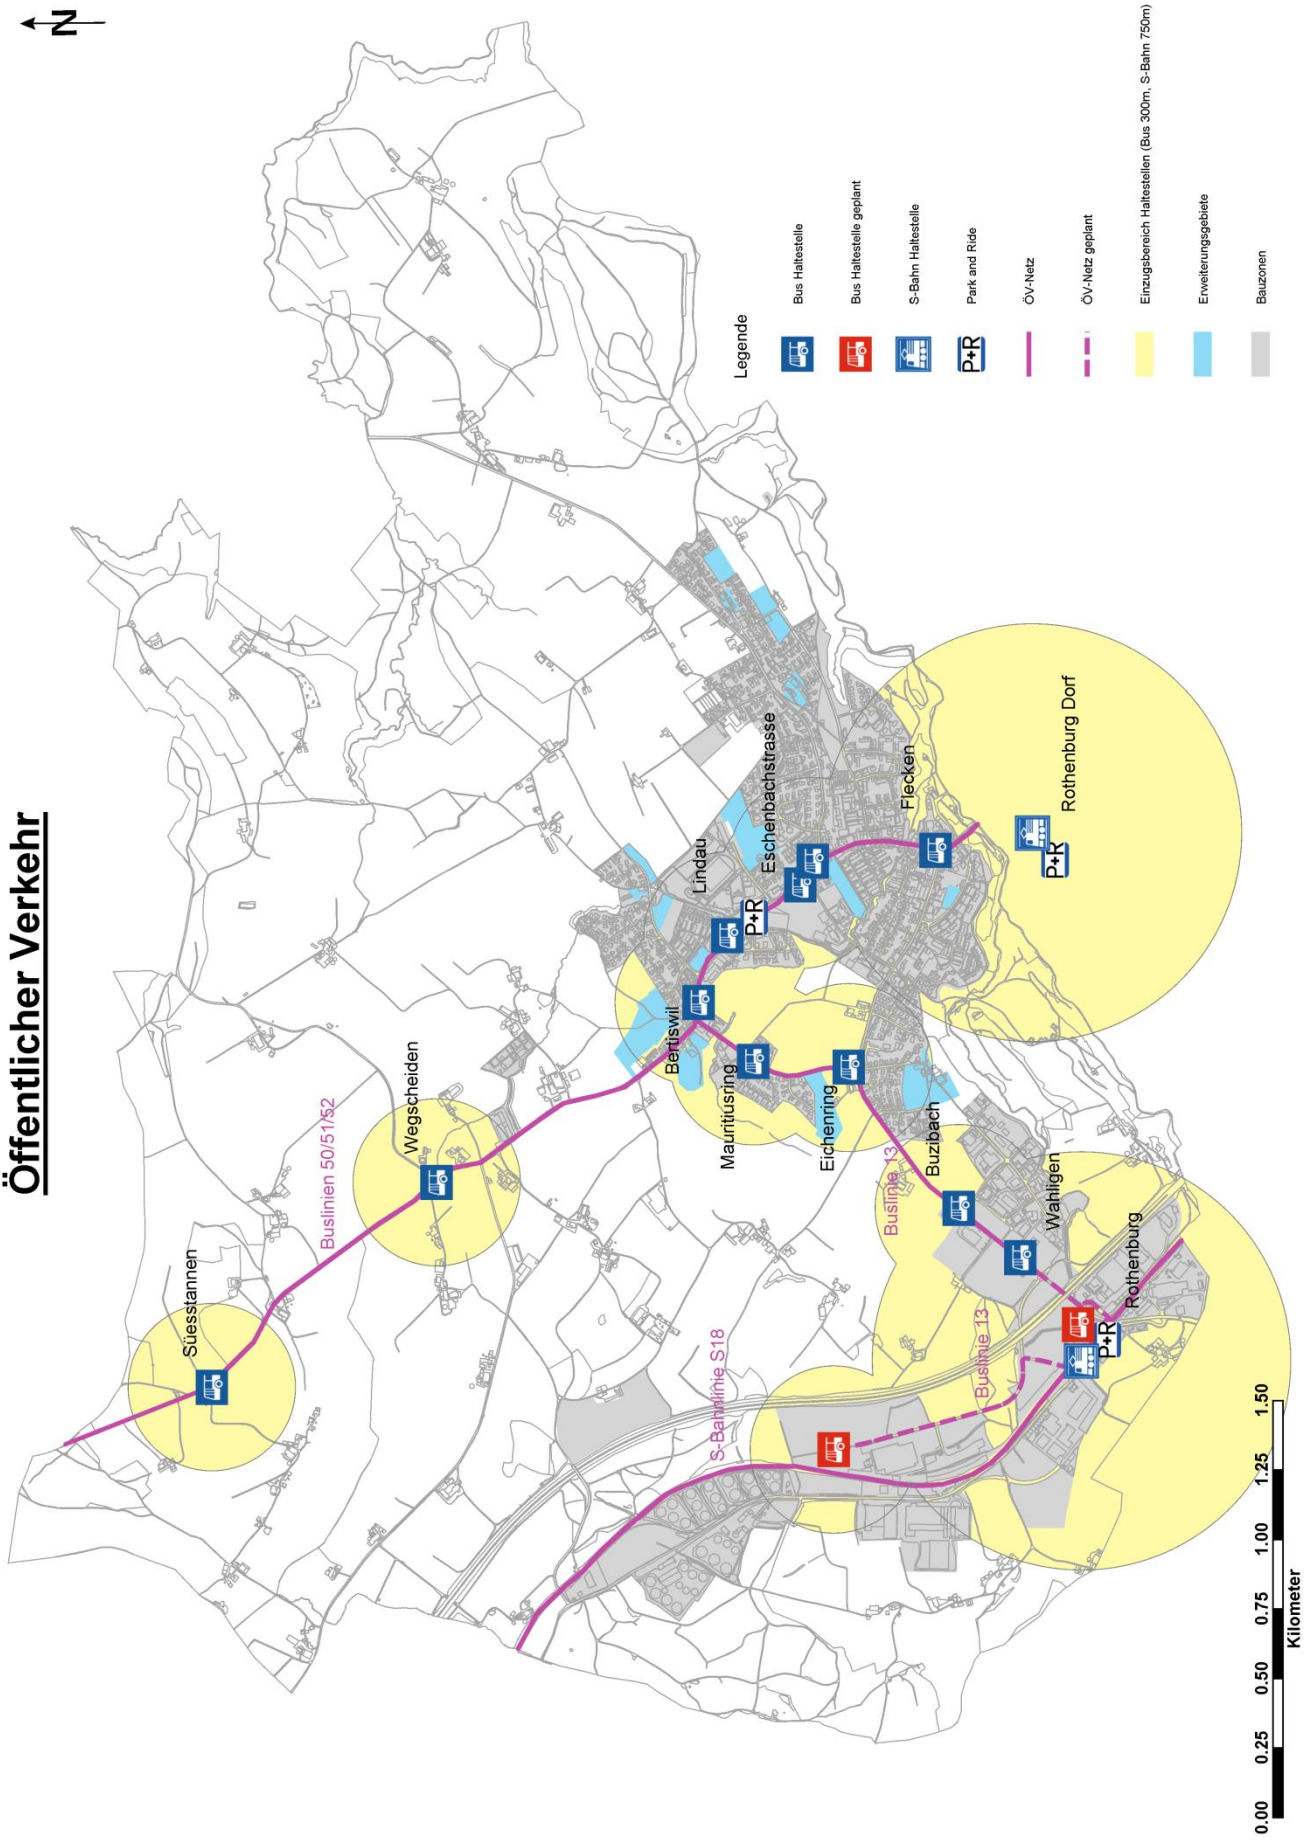 Öffentlicher Verkehr
N
Süesstannen
Buslinien 50/51/52
Wegscheiden
Bertiswil
Lindau
P+R
Eschenbachstrasse
Mauritiusring
Eichenring
Flecken
Buslinie 13
Buzibach
S-Bahnlinie S18
Buslinie 13
Wahligen
Rothenburg
P+R
Rothenburg Dorf
P+R
Legende
Bus Haltestelle
Bus Haltestelle geplant
S-Bahn Haltestelle
P+R Park and Ride
ÖV-Netz
ÖV-Netz geplant
Einzugsbereich Haltestellen (Bus 300m, S-Bahn 750m)
Erweiterungsgebiete
Bauzonen
0.00 0.25 0.50 0.75 1.00 1.25 1.50
Kilometer